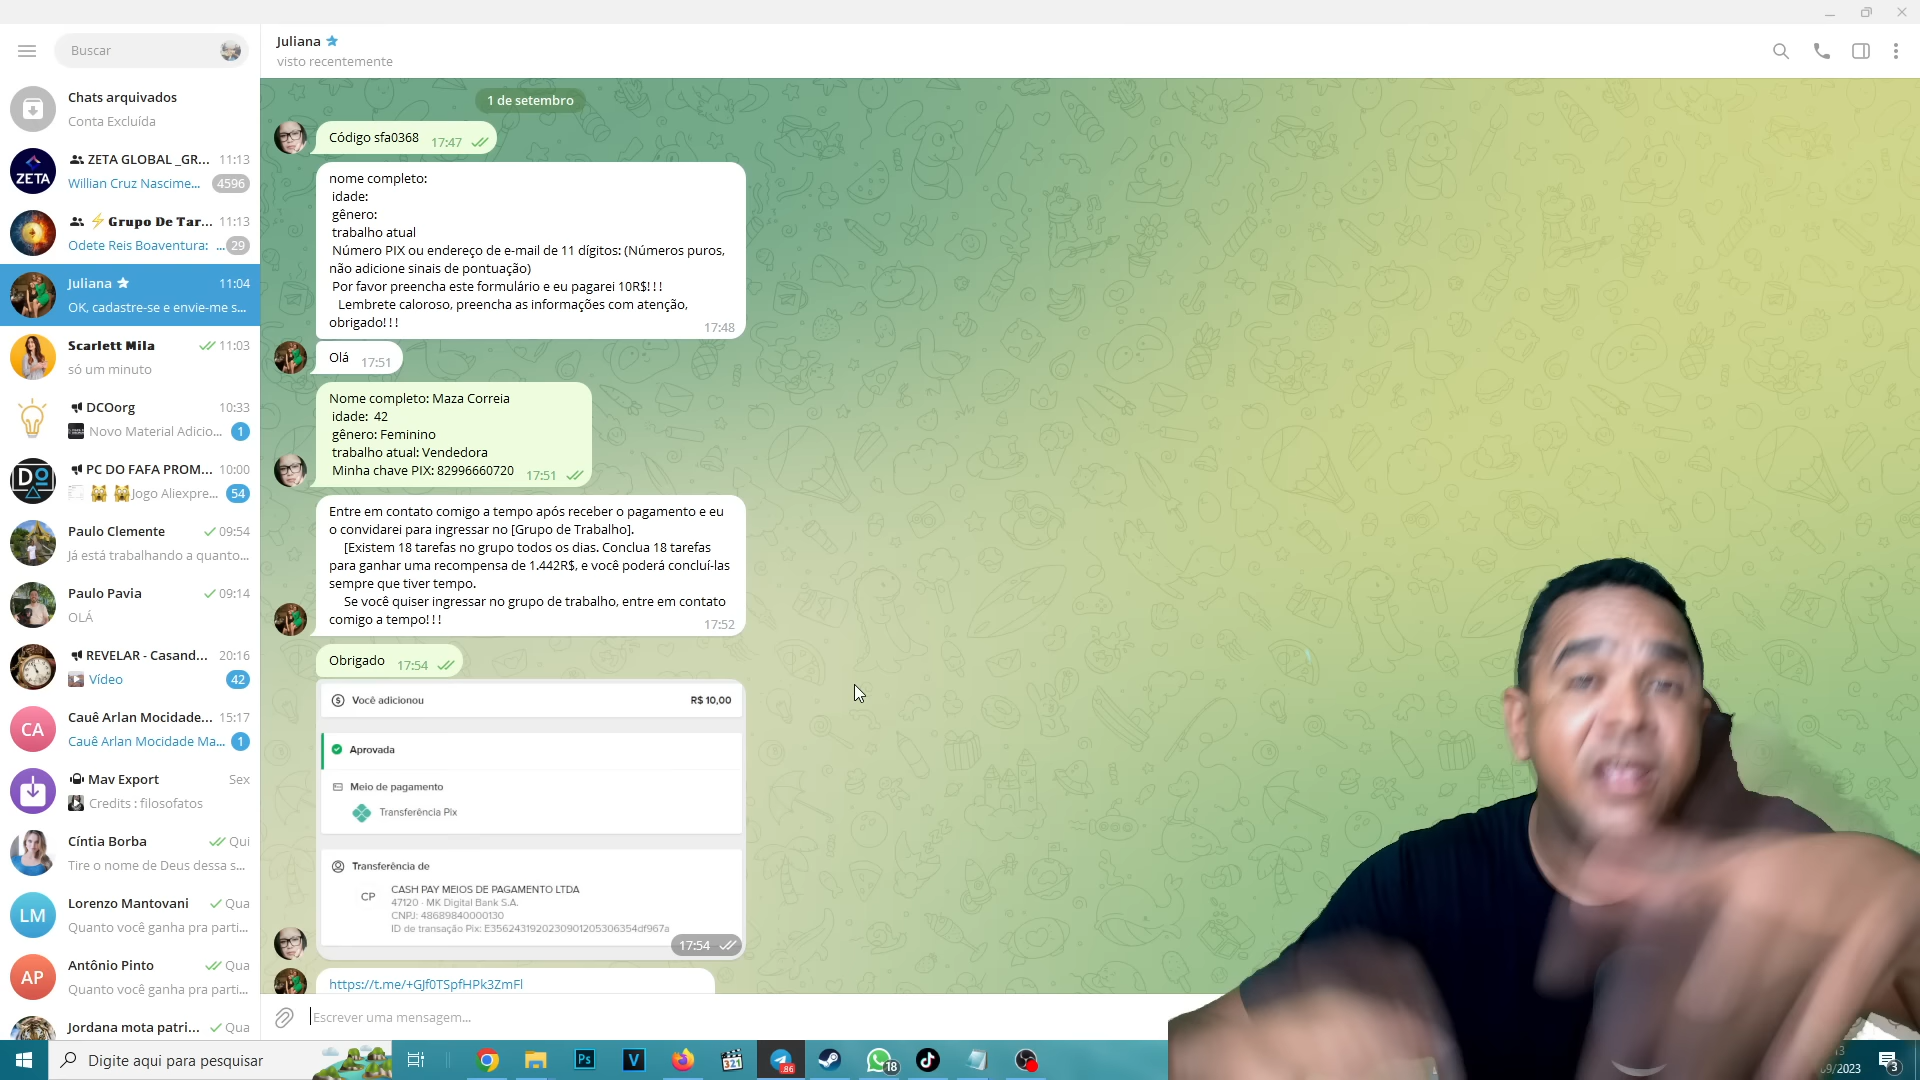 Buscar
Chats arquivados
Conta Excluída
ZETA GLOBAL _GR... 11:13
Willian Cruz Nascime... 4596
ZETA
Grupo De Tar... 11:13
Odete Reis Boaventura: ... 29
Juliana 11:04
OK, cadastre-se e envie-me s...
Scarlett Mila 11:03
só um minuto
DCOorg 10:33
Novo Material Adicio... 1
PC DO FAFA PROM... 10:00
Jogo Aliexpre... 54
Paulo Clemente 09:54
Já está trabalhando a quanto...
Paulo Pavia 09:14
OLÁ
REVELAR - Casand... 20:16
Vídeo 42
CA
Cauê Arlan Mocidade... 15:17
Cauê Arlan Mocidade Ma... 1
Mav Export Sex
Credits : filosofatos
Cíntia Borba Qui
Tire o nome de Deus dessa s...
LM
Lorenzo Mantovani Qua
Quanto você ganha pra parti...
AP
Antônio Pinto Qua
Quanto você ganha pra parti...
Jordana mota patri... Qua
Juliana
visto recentemente
1 de setembro
Código sfa0368 17:47
nome completo:
idade:
gênero:
trabalho atual
Número PIX ou endereço de e-mail de 11 dígitos: (Números puros,
não adicione sinais de pontuação)
Por favor preencha este formulário e eu pagarei 10R$!!!
Lembrete caloroso, preencha as informações com atenção,
obrigado!!! 17:48
Olá 17:51
Nome completo: Maza Correia
idade: 42
gênero: Feminino
trabalho atual: Vendedora
Minha chave PIX: 82996660720 17:51
Entre em contato comigo a tempo após receber o pagamento e eu
o convidarei para ingressar no [Grupo de Trabalho].
[Existem 18 tarefas no grupo todos os dias. Conclua 18 tarefas
para ganhar uma recompensa de 1.442R$, e você poderá concluí-las
sempre que tiver tempo.
Se você quiser ingressar no grupo de trabalho, entre em contato
comigo a tempo!!! 17:52
Obrigado 17:54
Você adicionou R$ 10,00
Aprovada
Meio de pagamento
Transferência Pix
Transferência de
CP
CASH PAY MEIOS DE PAGAMENTO LTDA
47120 - MK Digital Bank S.A.
CNPJ: 48689840000130
ID de transação Pix: E3562431920230901205306354df967a
17:54
https://t.me/+GJf0TSpfHPk3ZmFl
Escrever uma mensagem...
Digite aqui para pesquisar
Ps
V
321
.86
18
3